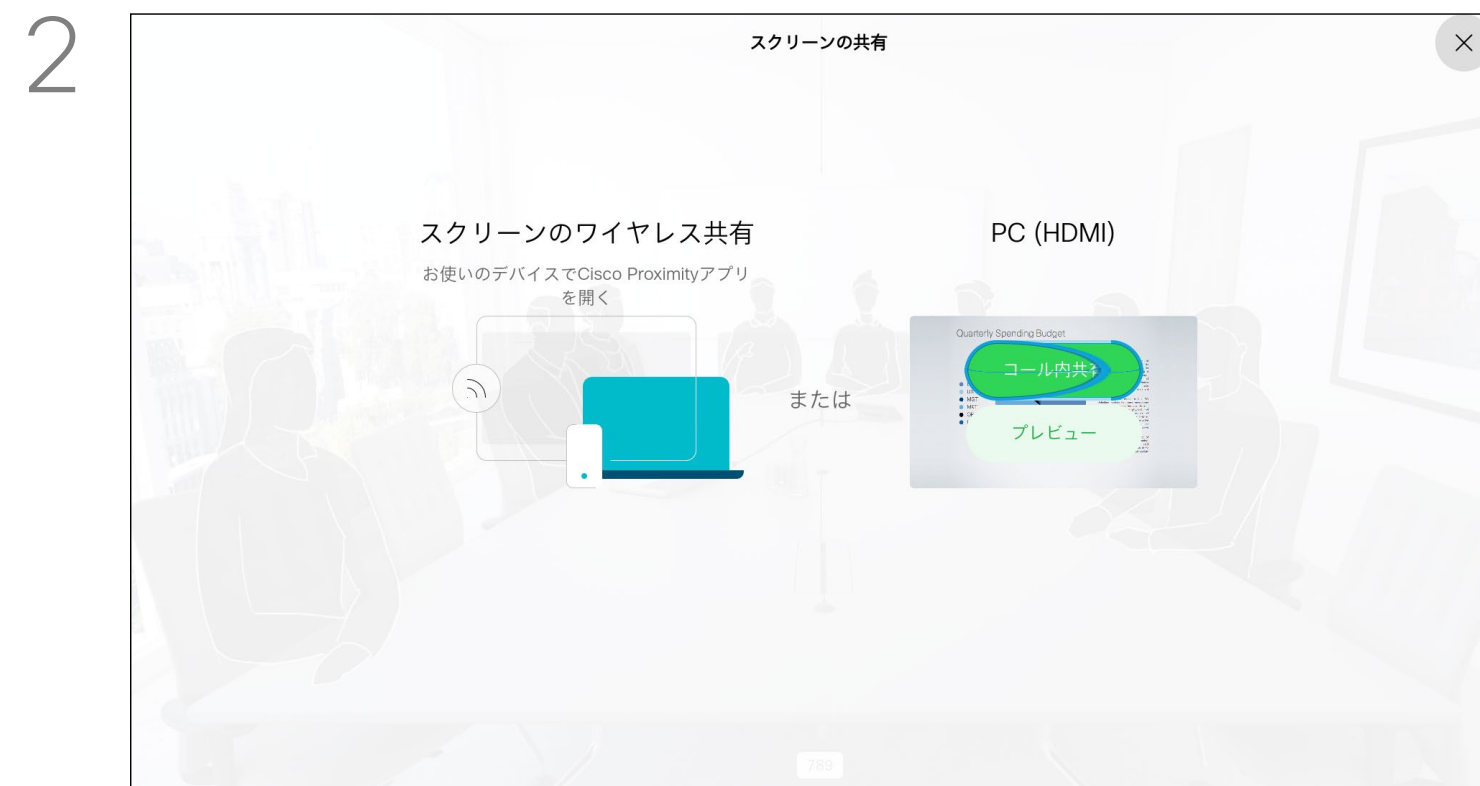 2
スクリーンの共有
スクリーンのワイヤレス共有
お使いのデバイスでCisco Proximityアプリ
を開く
または
PC (HDMI)
Quarterly Spending Budget
コール内共有
プレビュー
789